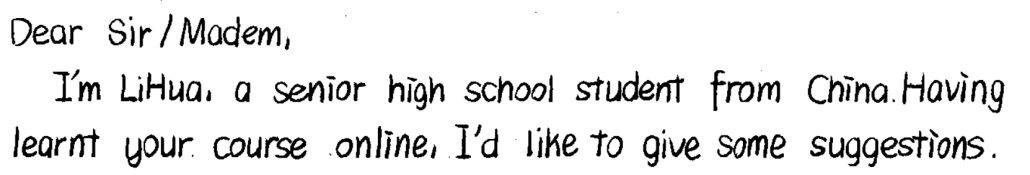 Dear Sir/Madem,
I'm LiHua, a senior high school student from China. Having
learnt your course online, I'd like to give some suggestions.